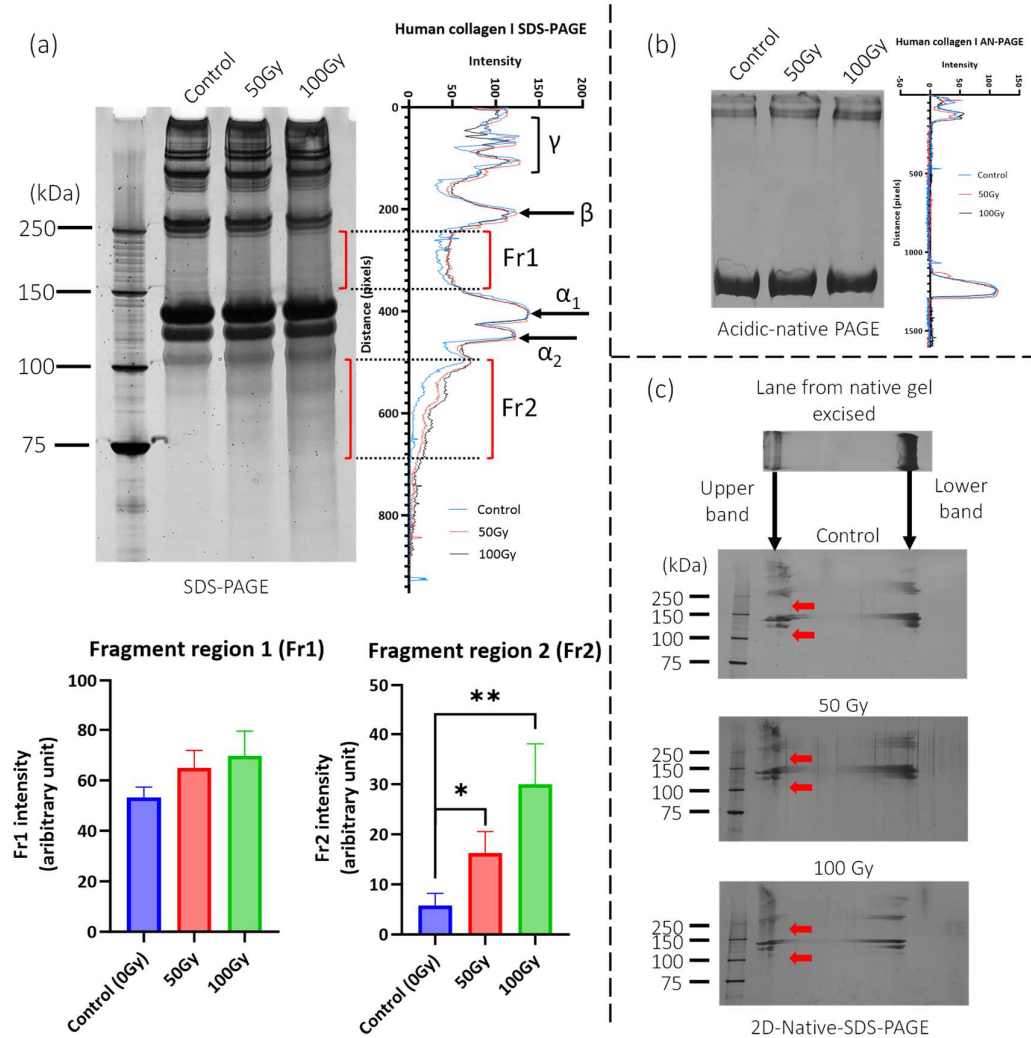 (a)
Control
50Gy
100Gy
(kDa)
250
150
100
75
SDS-PAGE
Human collagen I SDS-PAGE
Intensity
0
50
100
150
200
0
200
400
600
800
Distance (pixels)
γ
β
Fr1
α1
α2
Fr2
Control
50Gy
100Gy
Fragment region 1 (Fr1)
Fr1 intensity
(aribitrary unit)
100
80
60
40
20
0
Control (0Gy)
50Gy
100Gy
Fragment region 2 (Fr2)
Fr2 intensity
(aribitrary unit)
50
40
30
20
10
0
**
*
Control (0Gy)
50Gy
100Gy
(b)
Control
50Gy
100Gy
Acidic-native PAGE
Human collagen I AN-PAGE
Intensity
-50
0
50
100
150
500
1000
1500
Distance (pixels)
Control
50Gy
100Gy
(c)
Lane from native gel
excised
Upper
band
Lower
band
Control
(kDa)
250
150
100
75
50 Gy
250
150
100
75
100 Gy
250
150
100
75
2D-Native-SDS-PAGE